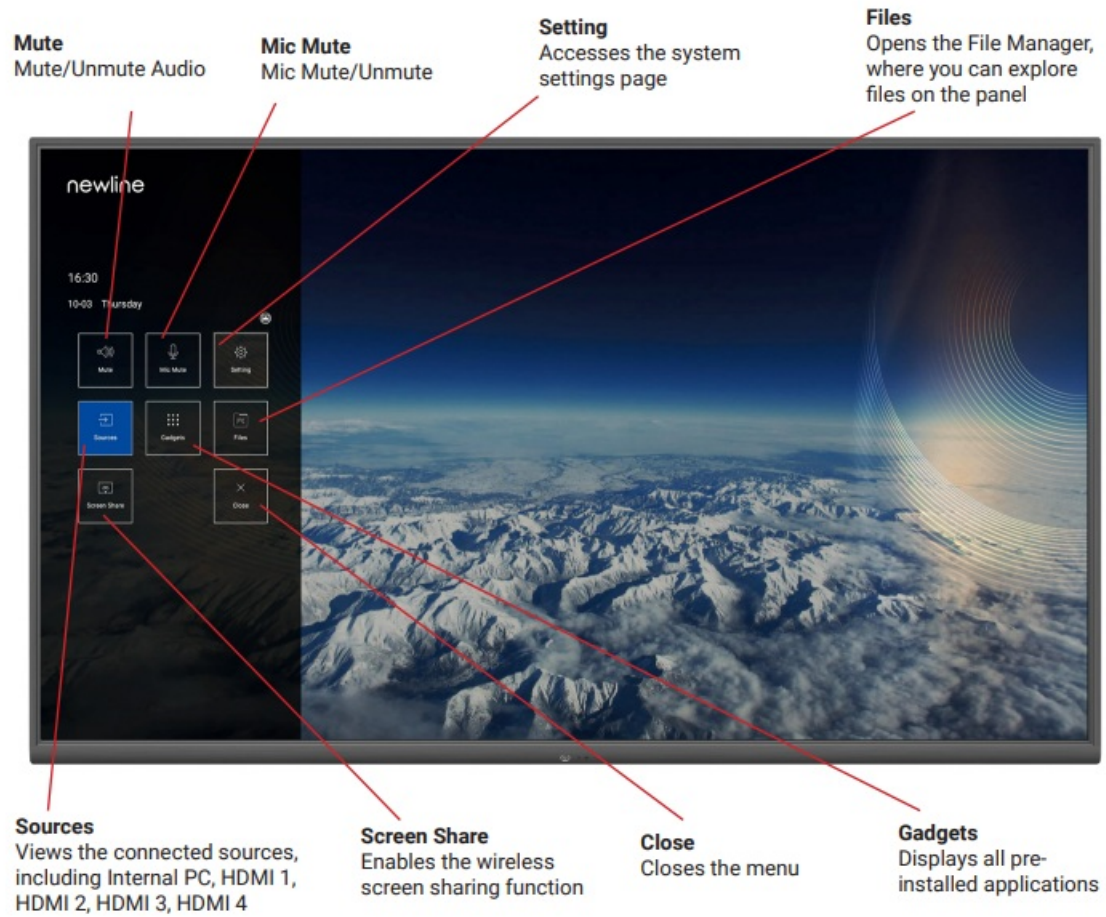 Mute
Mute/Unmute Audio
Mic Mute
Mic Mute/Unmute
Setting
Accesses the system
settings page
Files
Opens the File Manager,
where you can explore
files on the panel
newline
16:30
10-03 Thursday
Mute
Mic Mute
Setting
Sources
Gadgets
Files
Screen Share
Close
Sources
Views the connected sources,
including Internal PC, HDMI 1,
HDMI 2, HDMI 3, HDMI 4
Screen Share
Enables the wireless
screen sharing function
Close
Closes the menu
Gadgets
Displays all pre-
installed applications